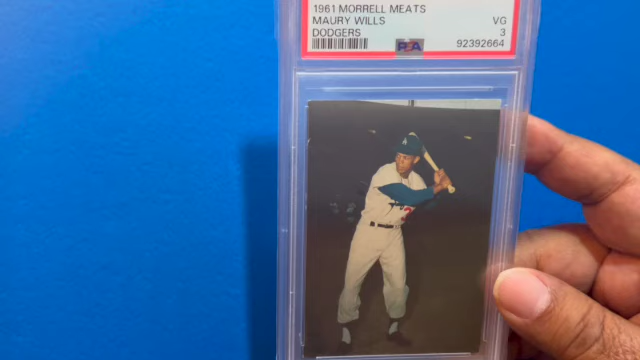 1961 MORRELL MEATS
MAURY WILLS VG
DODGERS 3
PSA 92392664